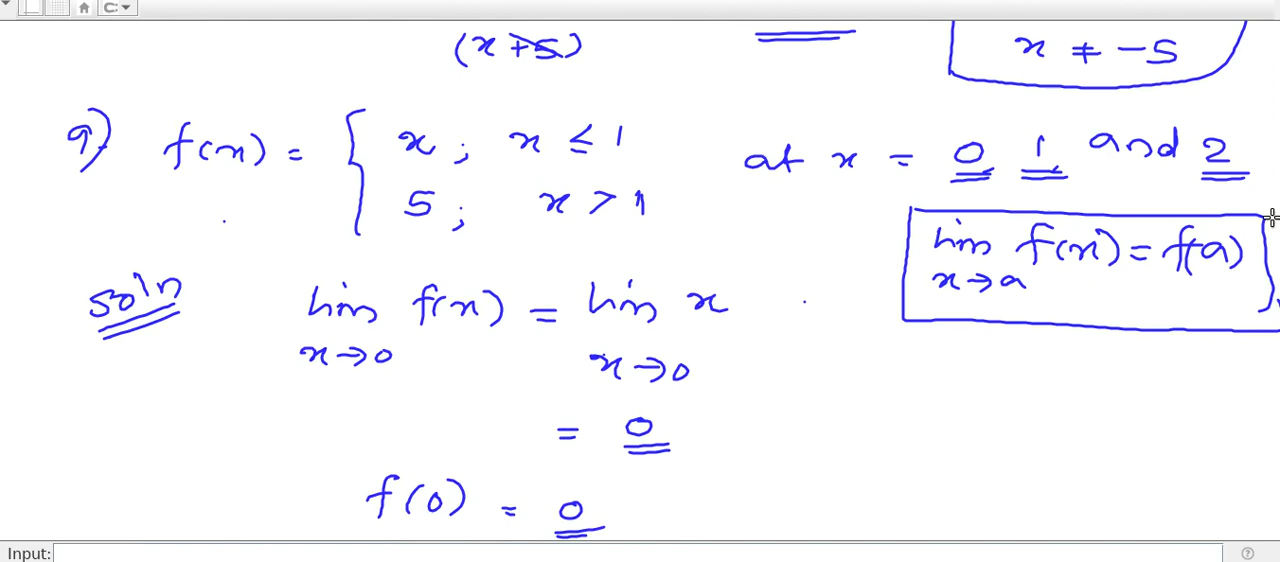 (x+5)
x ≠ -5
9) f(x) = { x ; x ≤ 1
5 ; x > 1
at x = 0 1 and 2
lim f(x) = f(a)
x→a
soln
lim f(x) = lim x
x→0 x→0
= 0
f(0) = 0
Input: